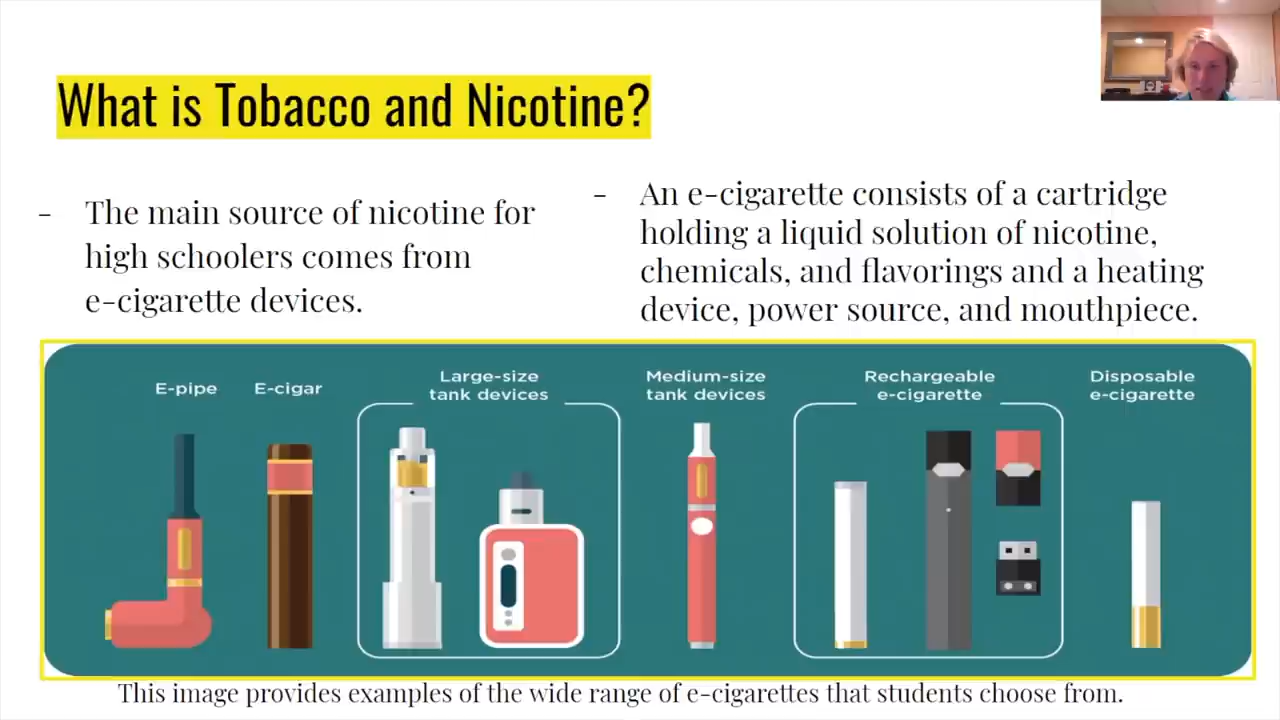 What is Tobacco and Nicotine?
- The main source of nicotine for
high schoolers comes from
e-cigarette devices.
- An e-cigarette consists of a cartridge
holding a liquid solution of nicotine,
chemicals, and flavorings and a heating
device, power source, and mouthpiece.
E-pipe
E-cigar
Large-size
tank devices
Medium-size
tank devices
Rechargeable
e-cigarette
Disposable
e-cigarette
This image provides examples of the wide range of e-cigarettes that students choose from.